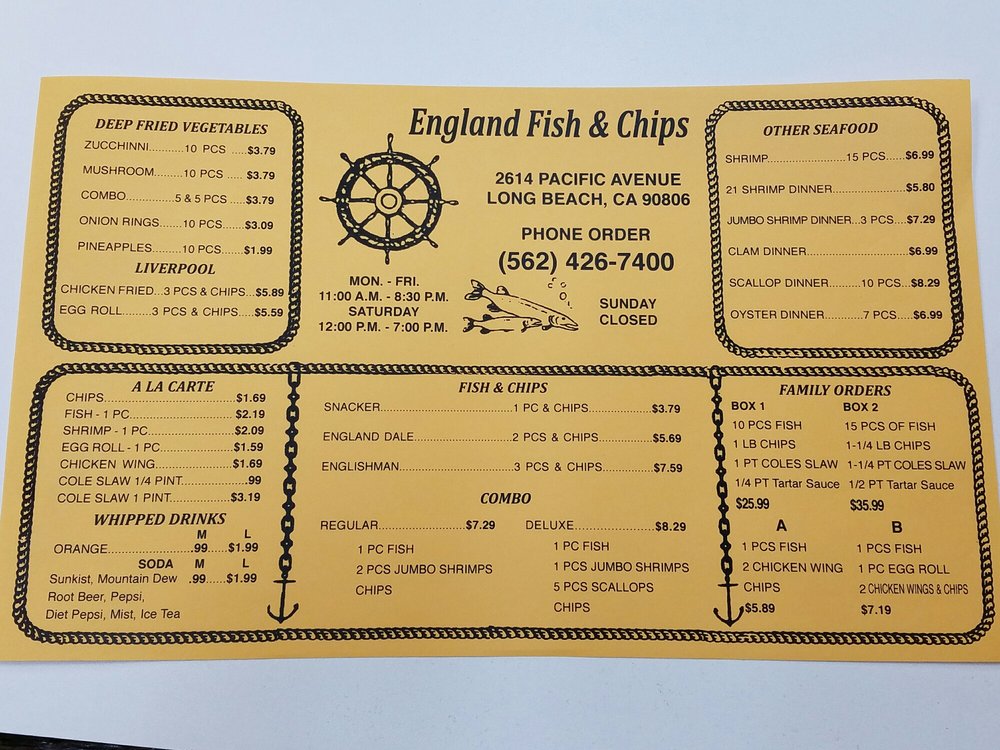 DEEP FRIED VEGETABLES
ZUCCHINNI..........10 PCS .....$3.79
MUSHROOM........10 PCS .....$3.79
COMBO..............5 & 5 PCS.....$3.79
ONION RINGS......10 PCS.....$3.09
PINEAPPLES........10 PCS......$1.99
LIVERPOOL
CHICKEN FRIED...3 PCS & CHIPS...$5.89
EGG ROLL........3 PCS & CHIPS....$5.59
England Fish & Chips
2614 PACIFIC AVENUE
LONG BEACH, CA 90806
PHONE ORDER
(562) 426-7400
MON. - FRI.
11:00 A.M. - 8:30 P.M.
SATURDAY
12:00 P.M. - 7:00 P.M.
SUNDAY
CLOSED
OTHER SEAFOOD
SHRIMP......................15 PCS.....$6.99
21 SHRIMP DINNER.....................$5.80
JUMBO SHRIMP DINNER...3 PCS....$7.29
CLAM DINNER............................$6.99
SCALLOP DINNER.........10 PCS...$8.29
OYSTER DINNER..........7 PCS....$6.99
A LA CARTE
CHIPS.....................................$1.69
FISH - 1 PC..............................$2.19
SHRIMP - 1 PC.........................$2.09
EGG ROLL - 1 PC.....................$1.59
CHICKEN WING.......................$1.69
COLE SLAW 1/4 PINT..................99
COLE SLAW 1 PINT.................$3.19
WHIPPED DRINKS
M L
ORANGE.......................99.....$1.99
SODA M L
Sunkist, Mountain Dew .99......$1.99
Root Beer, Pepsi,
Diet Pepsi, Mist, Ice Tea
FISH & CHIPS
SNACKER.................................1 PC & CHIPS................$3.79
ENGLAND DALE.........................2 PCS & CHIPS..............$5.69
ENGLISHMAN............................3 PCS & CHIPS..............$7.59
COMBO
REGULAR......................$7.29
1 PC FISH
2 PCS JUMBO SHRIMPS
CHIPS
DELUXE......................$8.29
1 PC FISH
1 PCS JUMBO SHRIMPS
5 PCS SCALLOPS
CHIPS
FAMILY ORDERS
BOX 1
10 PCS FISH
1 LB CHIPS
1 PT COLES SLAW
1/4 PT Tartar Sauce
$25.99
BOX 2
15 PCS OF FISH
1-1/4 LB CHIPS
1-1/4 PT COLES SLAW
1/2 PT Tartar Sauce
$35.99
A
1 PCS FISH
2 CHICKEN WING
CHIPS
$5.89
B
1 PCS FISH
1 PC EGG ROLL
2 CHICKEN WINGS & CHIPS
$7.19